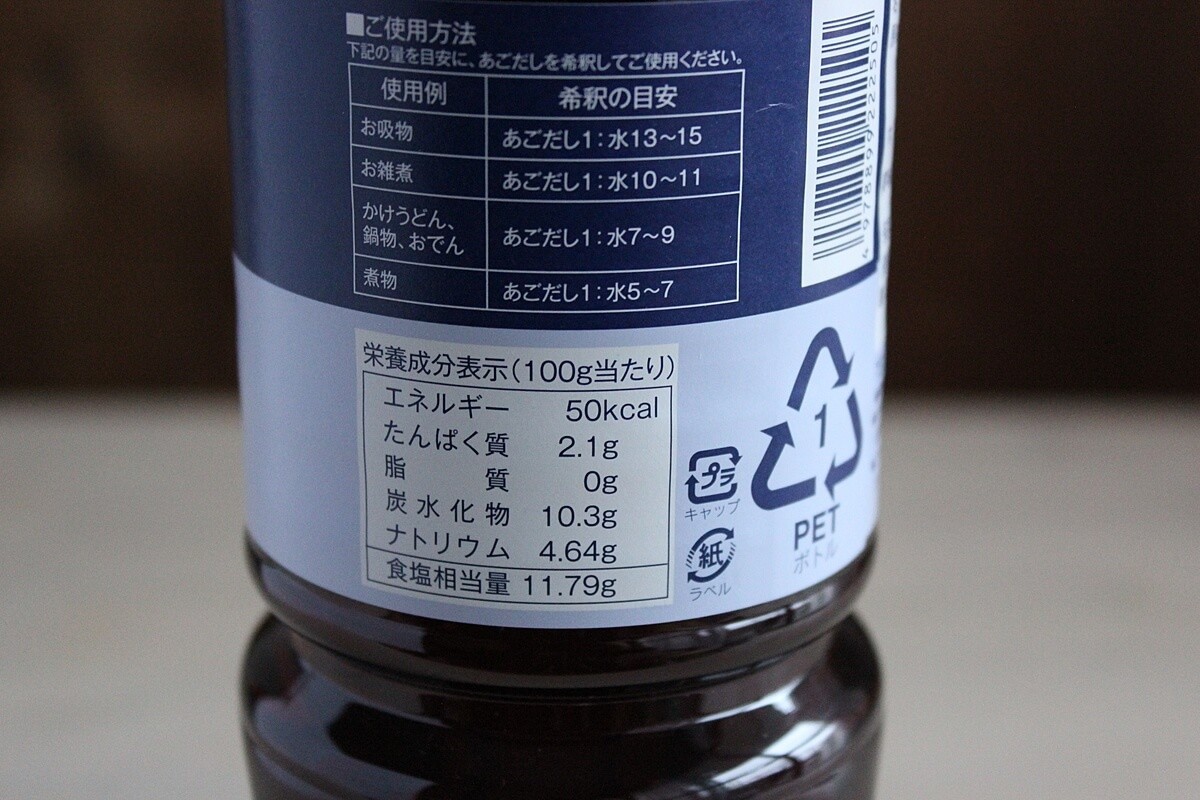 ■ご使用方法
下記の量を目安に、あごだしを希釈してご使用ください。
使用例 希釈の目安
お吸物 あごだし1：水13～15
お雑煮 あごだし1：水10～11
かけうどん、
鍋物、おでん あごだし1：水7～9
煮物 あごだし1：水5～7
栄養成分表示（100g当たり）
エネルギー 50kcal
たんぱく質 2.1g
脂質 0g
炭水化物 10.3g
ナトリウム 4.64g
食塩相当量 11.79g
プラ
キャップ
紙
ラベル
1
PET
ボトル
4978899222505